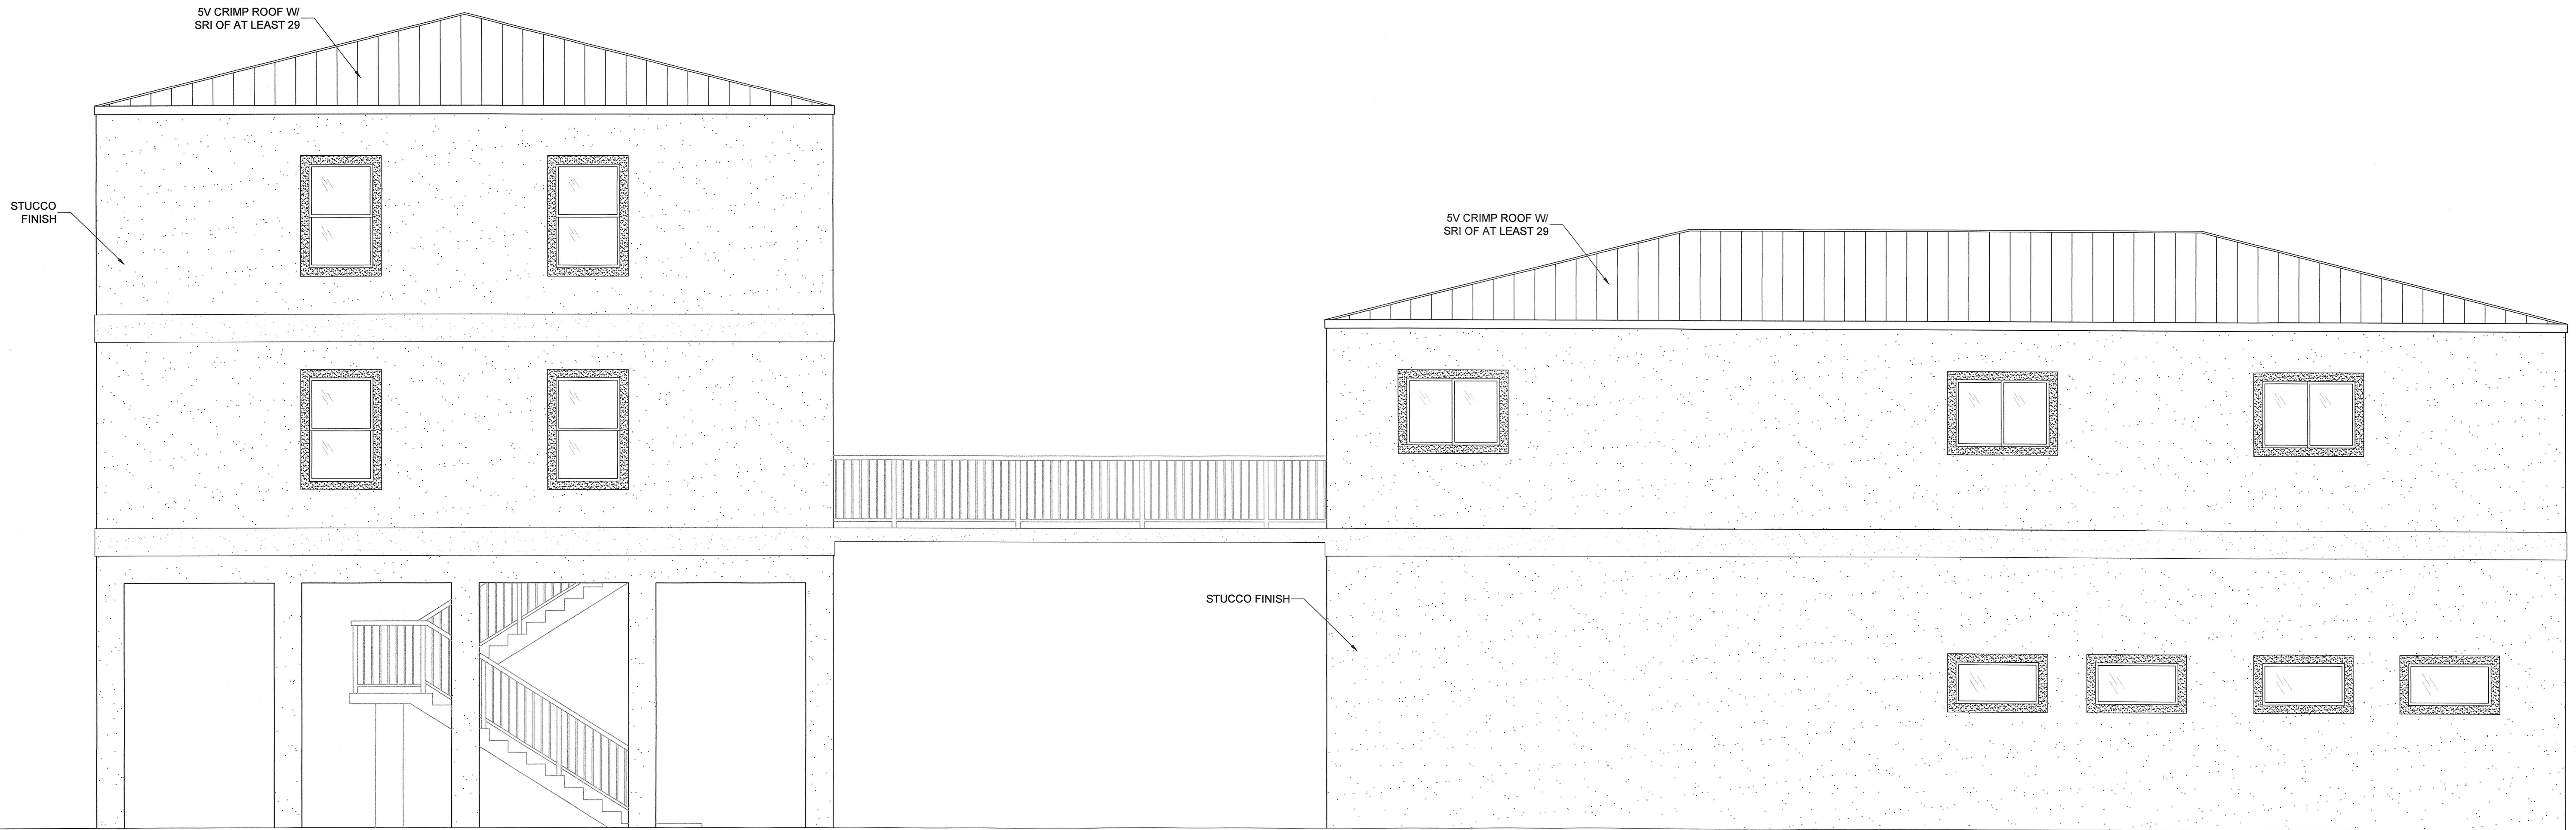 5V CRIMP ROOF W/
SRI OF AT LEAST 29
STUCCO
FINISH
5V CRIMP ROOF W/
SRI OF AT LEAST 29
STUCCO FINISH